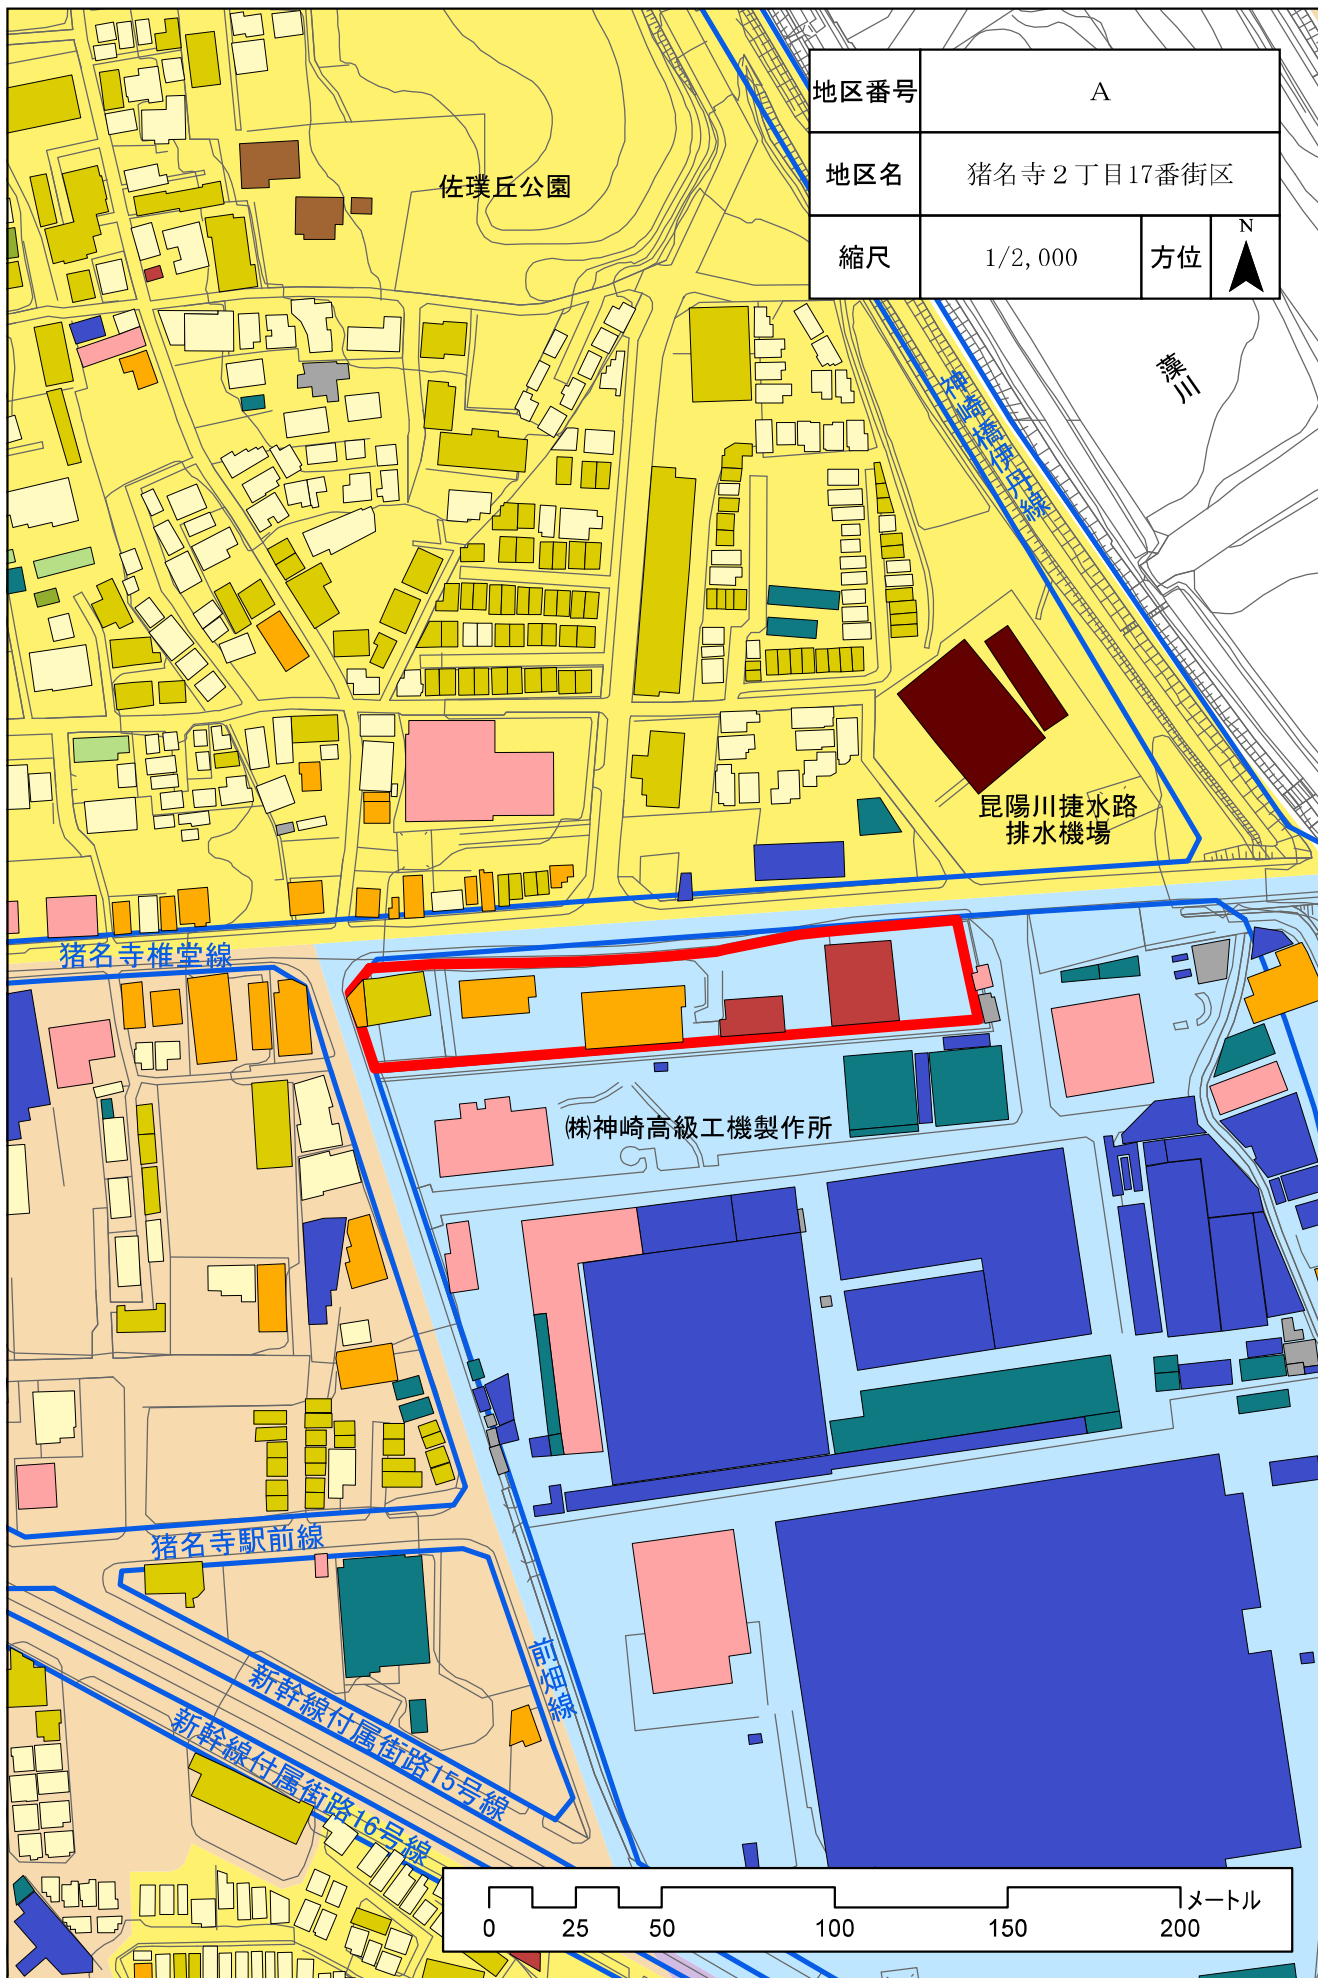 地区番号 A
地区名 猪名寺２丁目17番街区
縮尺 1/2,000 方位 N
佐璞丘公園
藻川
神崎橋伊丹線
昆陽川捷水路
排水機場
猪名寺椎堂線
㈱神崎高級工機製作所
猪名寺駅前線
前畑線
新幹線付属街路15号線
新幹線付属街路16号線
メートル
0 25 50 100 150 200